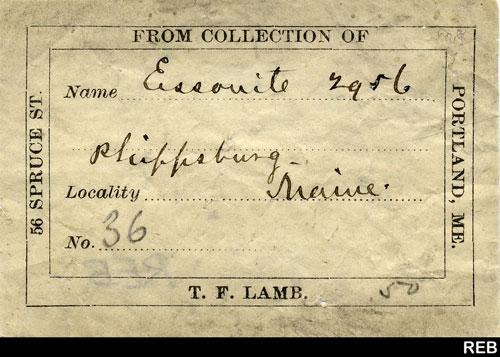 FROM COLLECTION OF
Name Essonite 2956
Phippsburg
Locality Maine.
No. 36
56 SPRUCE ST.
PORTLAND, ME.
T. F. LAMB.
.50
REB